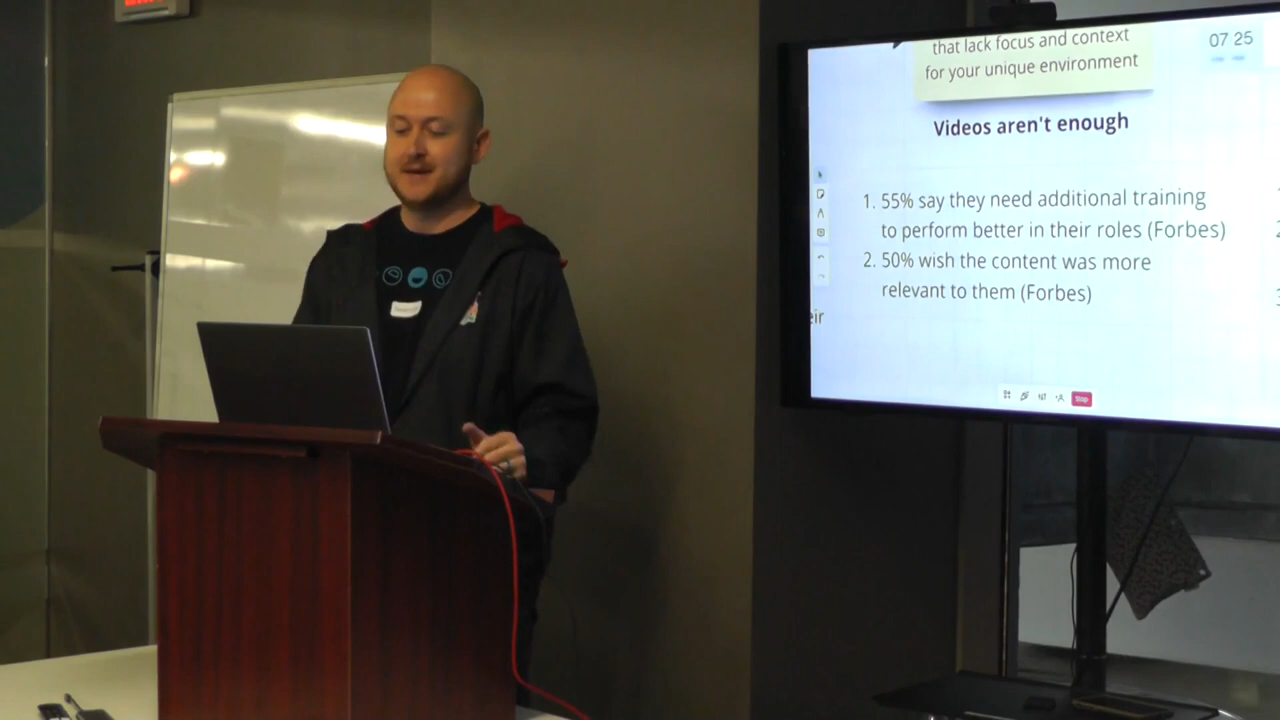 that lack focus and context
for your unique environment
07 25
Videos aren't enough
1. 55% say they need additional training
to perform better in their roles (Forbes)
2. 50% wish the content was more
relevant to them (Forbes)
eir
Stop